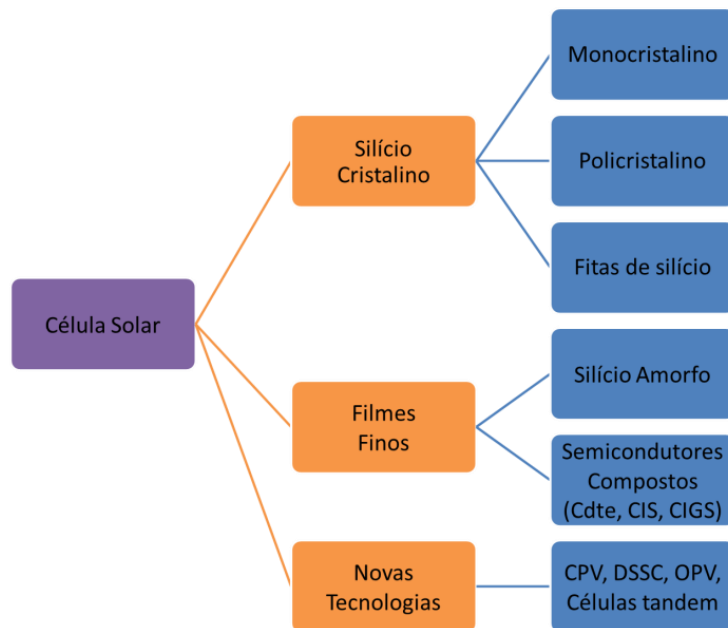 Célula Solar
Silício
Cristalino
Monocristalino
Policristalino
Fitas de silício
Filmes
Finos
Silício Amorfo
Semicondutores
Compostos
(Cdte, CIS, CIGS)
Novas
Tecnologias
CPV, DSSC, OPV,
Células tandem